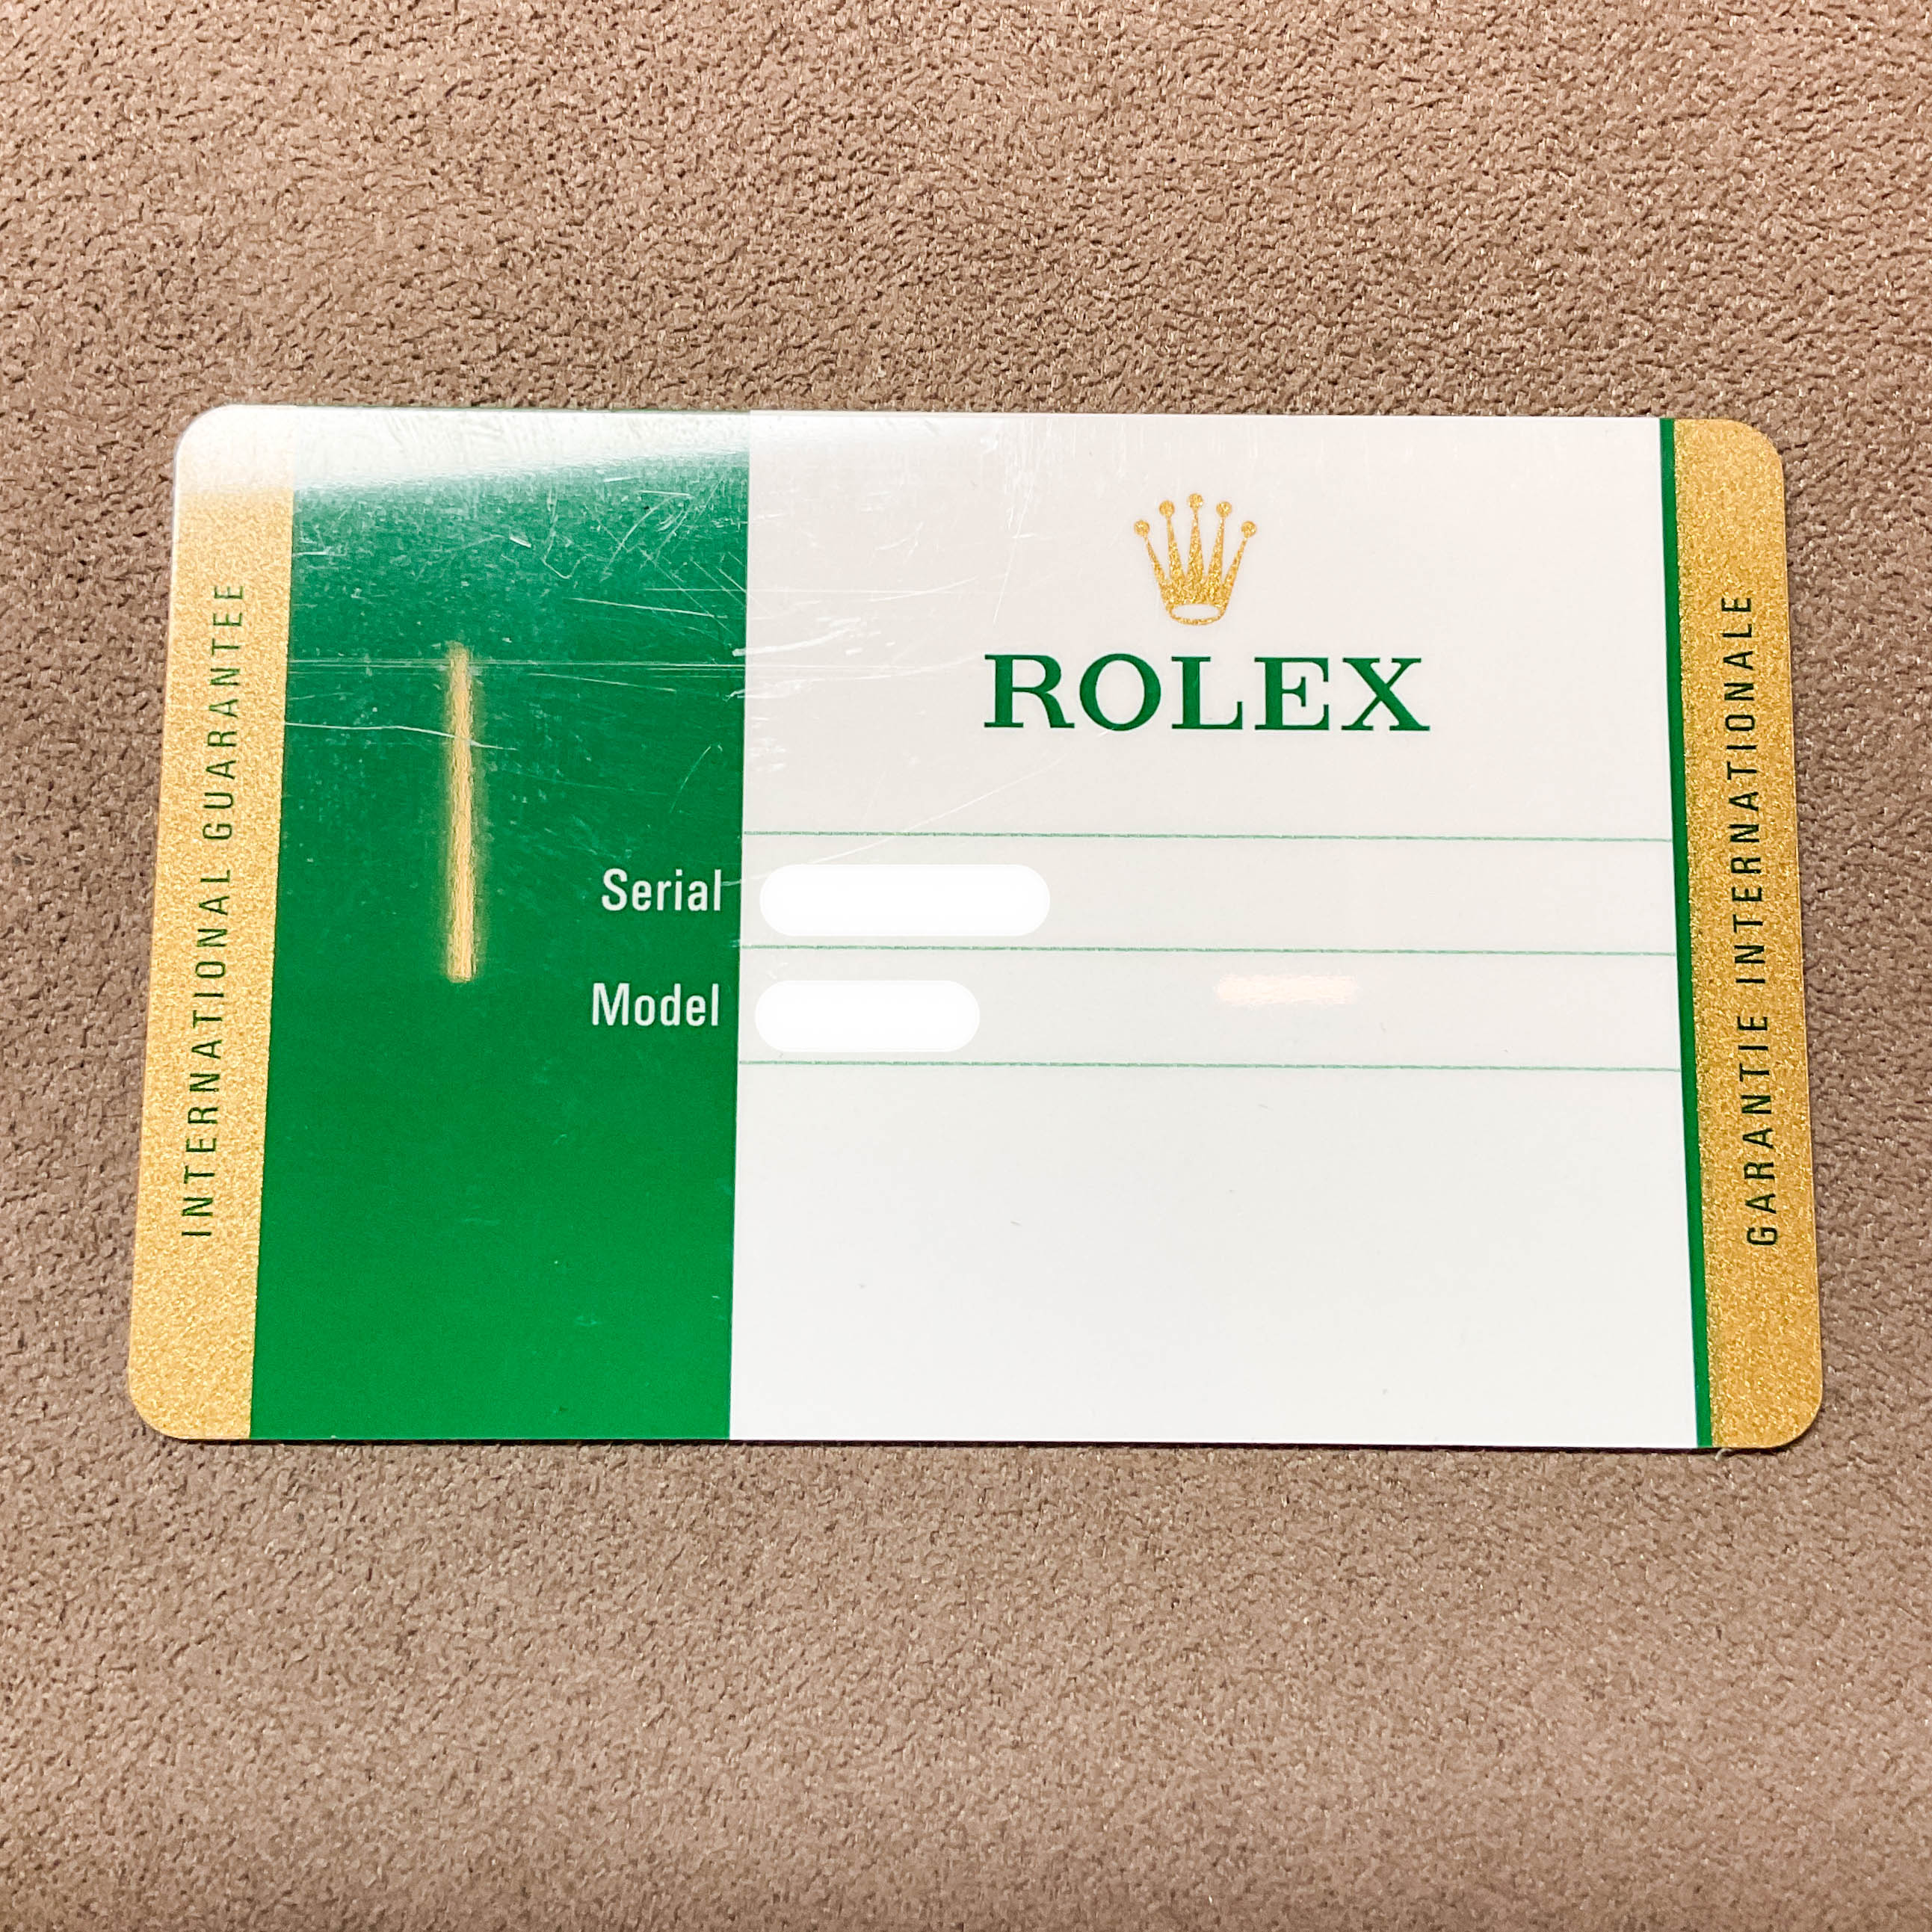 INTERNATIONAL GUARANTEE
ROLEX
Serial
Model
GARANTIE INTERNATIONALE